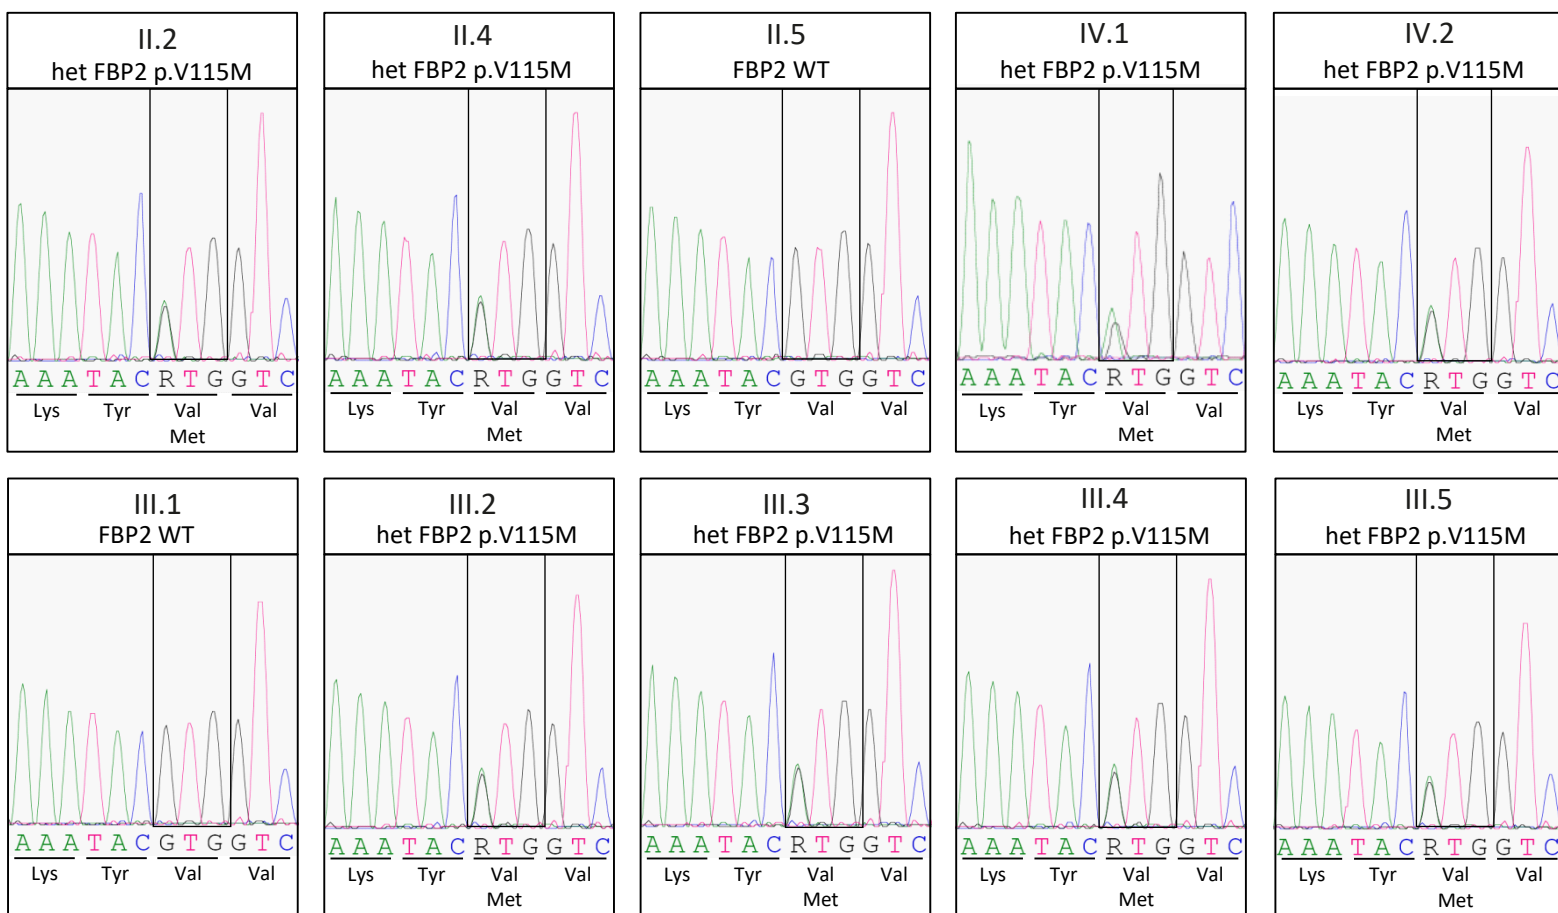 II.2
het FBP2 p.V115M
AAATACRTGGTC
Lys Tyr Val Val
Met
II.4
het FBP2 p.V115M
AAATACRTGGTC
Lys Tyr Val Val
Met
II.5
FBP2 WT
AAATACGTGGTC
Lys Tyr Val Val
IV.1
het FBP2 p.V115M
AAATACRTGGTC
Lys Tyr Val Val
Met
IV.2
het FBP2 p.V115M
AAATACRTGGTC
Lys Tyr Val Val
Met
III.1
FBP2 WT
AAATACGTGGTC
Lys Tyr Val Val
III.2
het FBP2 p.V115M
AAATACRTGGTC
Lys Tyr Val Val
Met
III.3
het FBP2 p.V115M
AAATACRTGGTC
Lys Tyr Val Val
Met
III.4
het FBP2 p.V115M
AAATACRTGGTC
Lys Tyr Val Val
Met
III.5
het FBP2 p.V115M
AAATACRTGGTC
Lys Tyr Val Val
Met